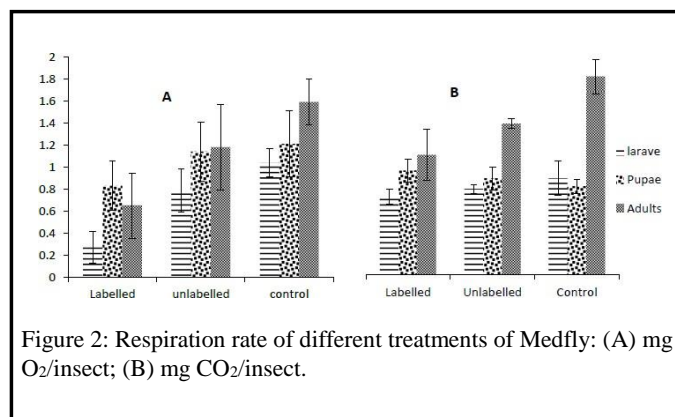 2
1.8
1.6
1.4
1.2
1
0.8
0.6
0.4
0.2
0
A
B
larave
Pupae
Adults
Labelled unlabelled control
Labelled Unlabelled Control
Figure 2: Respiration rate of different treatments of Medfly: (A) mg
O₂/insect; (B) mg CO₂/insect.